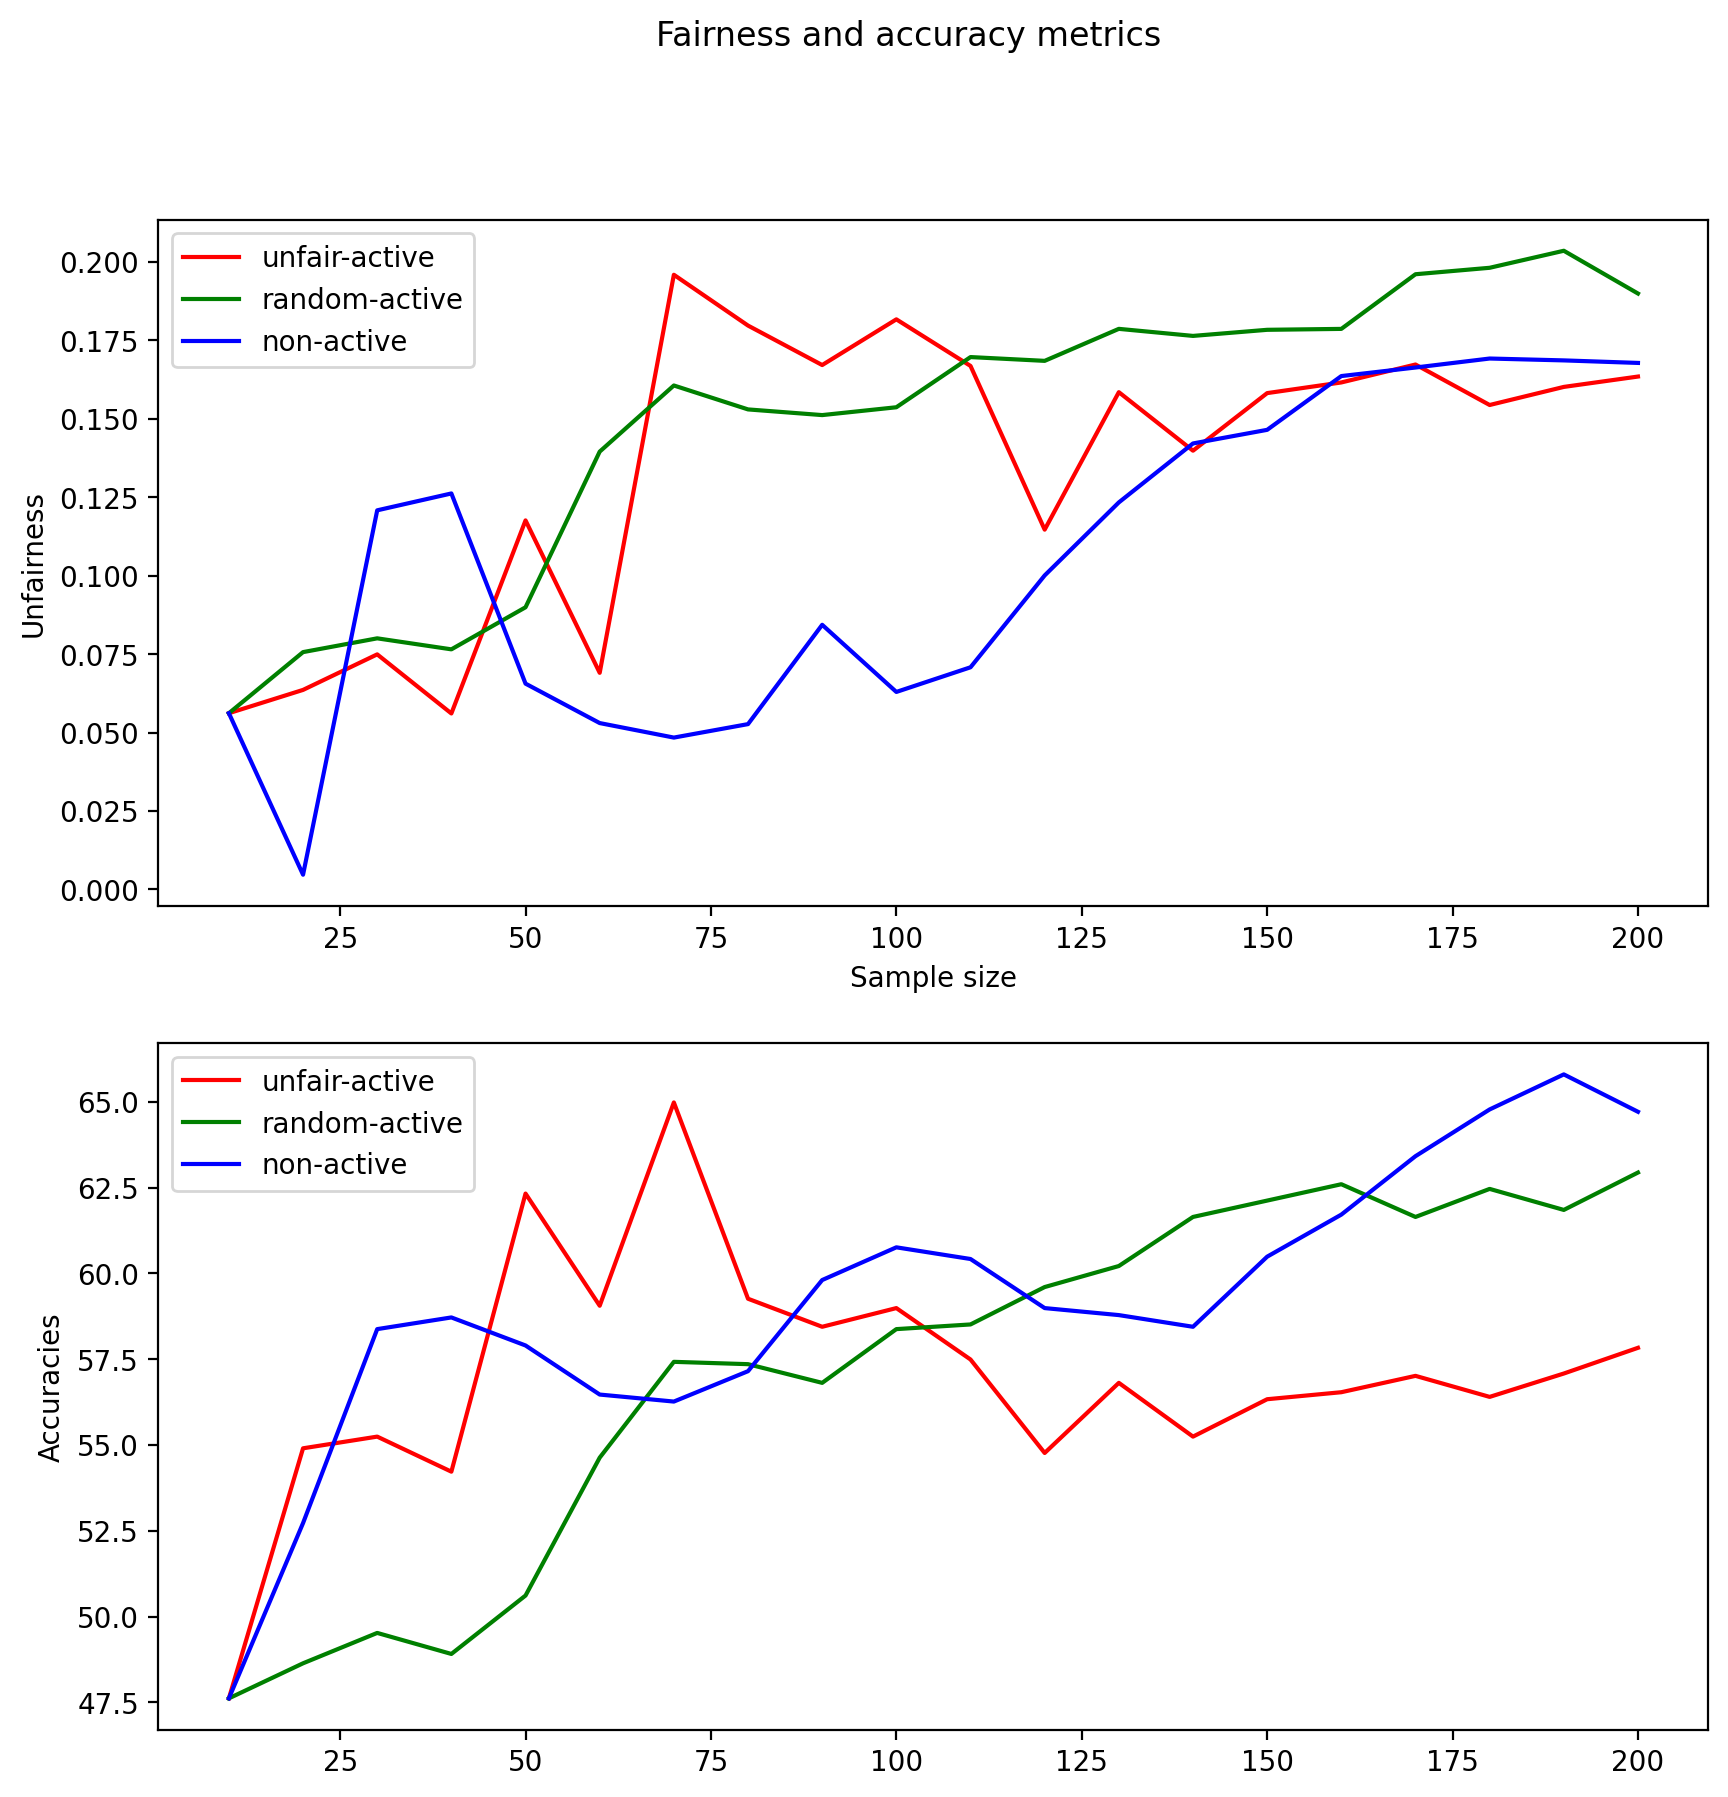 Fairness and accuracy metrics
unfair-active
random-active
non-active
0.200
0.175
0.150
0.125
0.100
0.075
0.050
0.025
0.000
Unfairness
25 50 75 100 125 150 175 200
Sample size
unfair-active
random-active
non-active
65.0
62.5
60.0
57.5
55.0
52.5
50.0
47.5
Accuracies
25 50 75 100 125 150 175 200